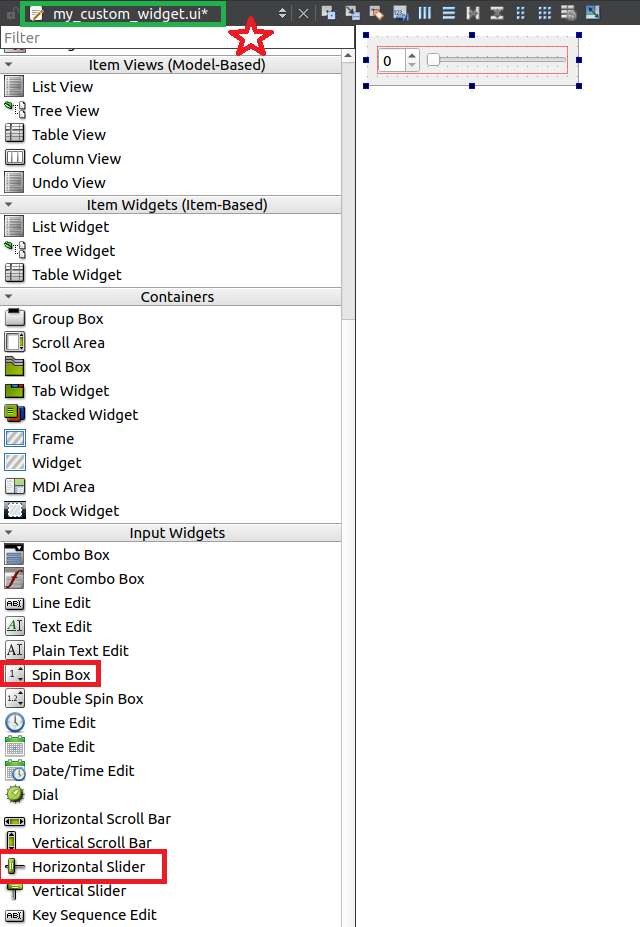 my_custom_widget.ui*
Filter
0
Item Views (Model-Based)
List View
Tree View
Table View
Column View
Undo View
Item Widgets (Item-Based)
List Widget
Tree Widget
Table Widget
Containers
Group Box
Scroll Area
Tool Box
Tab Widget
Stacked Widget
Frame
Widget
MDI Area
Dock Widget
Input Widgets
Combo Box
Font Combo Box
Line Edit
Text Edit
Plain Text Edit
Spin Box
Double Spin Box
Time Edit
Date Edit
Date/Time Edit
Dial
Horizontal Scroll Bar
Vertical Scroll Bar
Horizontal Slider
Vertical Slider
Key Sequence Edit